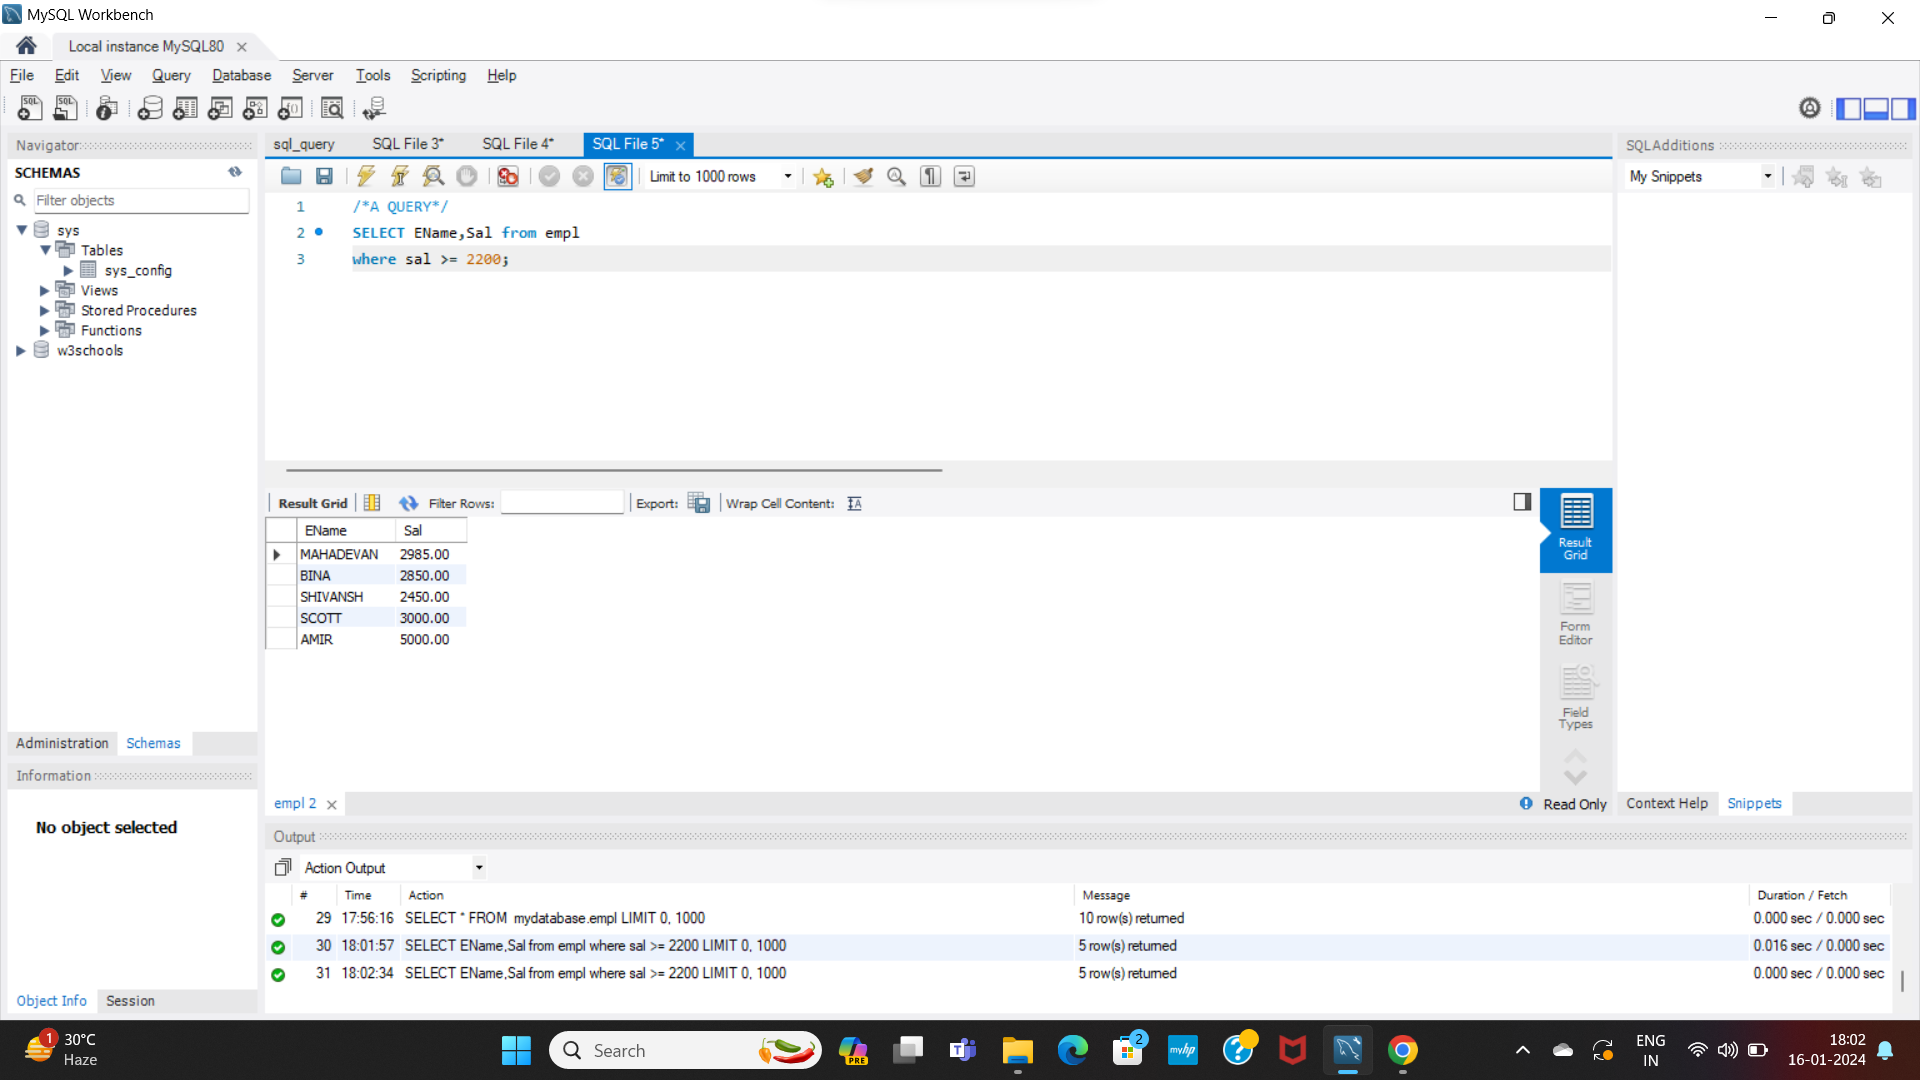 MySQL Workbench
Local instance MySQL80
File Edit View Query Database Server Tools Scripting Help
Navigator
SCHEMAS
Filter objects
sys
Tables
sys_config
Views
Stored Procedures
Functions
w3schools
Administration Schemas
Information
No object selected
Object Info Session
sql_query SQL File 3* SQL File 4* SQL File 5*
Limit to 1000 rows
1 /*A QUERY*/
2 SELECT EName,Sal from empl
3 where sal >= 2200;
Result Grid Filter Rows: Export: Wrap Cell Content:
EName Sal
MAHADEVAN 2985.00
BINA 2850.00
SHIVANSH 2450.00
SCOTT 3000.00
AMIR 5000.00
Result
Grid
Form
Editor
Field
Types
empl 2 Read Only
SQLAdditions
My Snippets
Context Help Snippets
Output
Action Output
# Time Action Message Duration / Fetch
29 17:56:16 SELECT * FROM mydatabase.empl LIMIT 0, 1000 10 row(s) returned 0.000 sec / 0.000 sec
30 18:01:57 SELECT EName,Sal from empl where sal >= 2200 LIMIT 0, 1000 5 row(s) returned 0.016 sec / 0.000 sec
31 18:02:34 SELECT EName,Sal from empl where sal >= 2200 LIMIT 0, 1000 5 row(s) returned 0.000 sec / 0.000 sec
1
30°C
Haze
Search
PRE
2
myhp
ENG
IN
18:02
16-01-2024